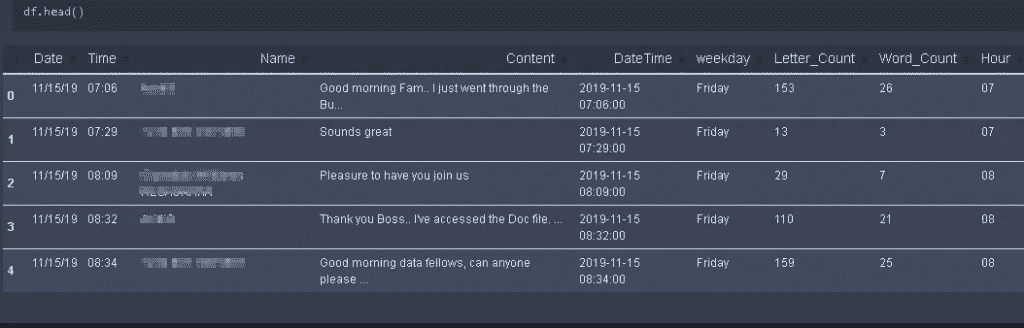 df.head()
Date Time Name Content DateTime weekday Letter_Count Word_Count Hour
0 11/15/19 07:06 Good morning Fam.. I just went through the 2019-11-15 Friday 153 26 07
Bu... 07:06:00
1 11/15/19 07:29 Sounds great 2019-11-15 Friday 13 3 07
07:29:00
2 11/15/19 08:09 Pleasure to have you join us 2019-11-15 Friday 29 7 08
08:09:00
3 11/15/19 08:32 Thank you Boss.. I've accessed the Doc file. ... 2019-11-15 Friday 110 21 08
08:32:00
4 11/15/19 08:34 Good morning data fellows, can anyone 2019-11-15 Friday 159 25 08
please ... 08:34:00